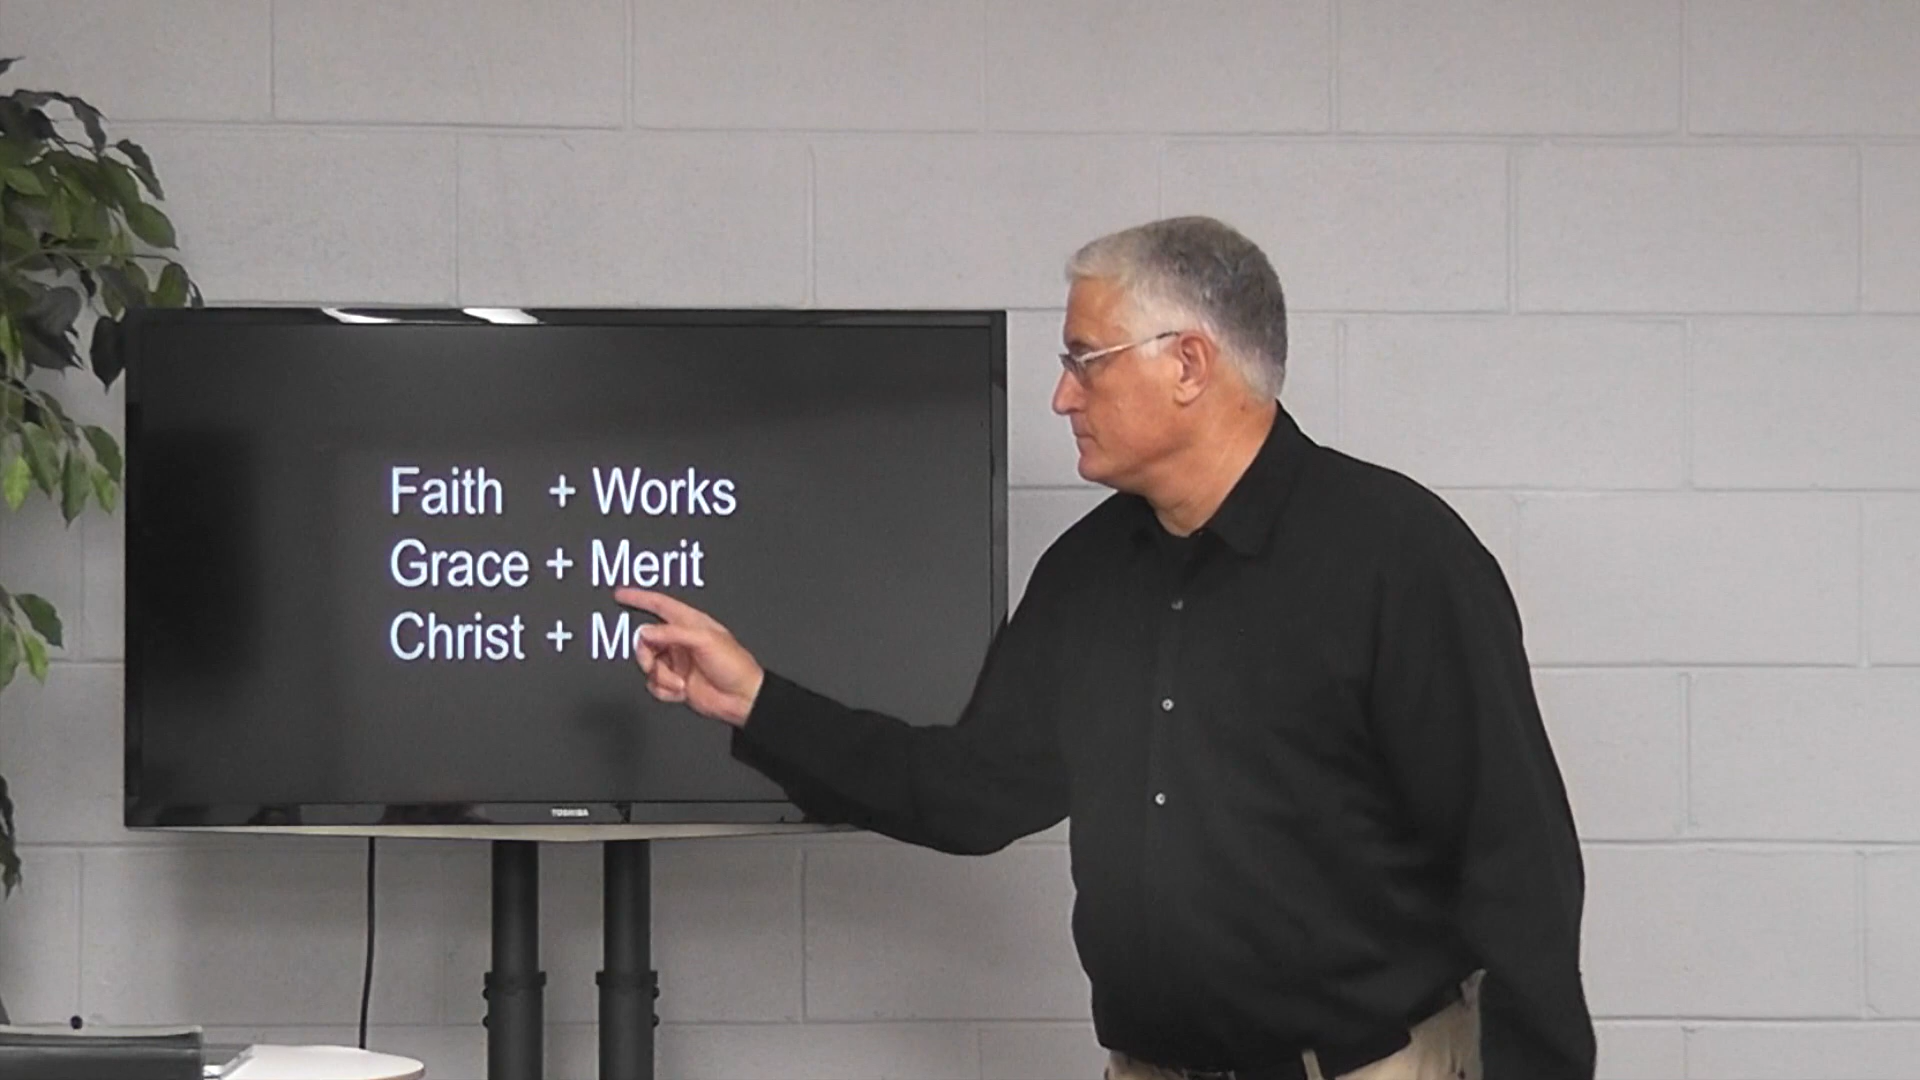 Faith + Works
Grace + Merit
Christ +
TOSHIBA